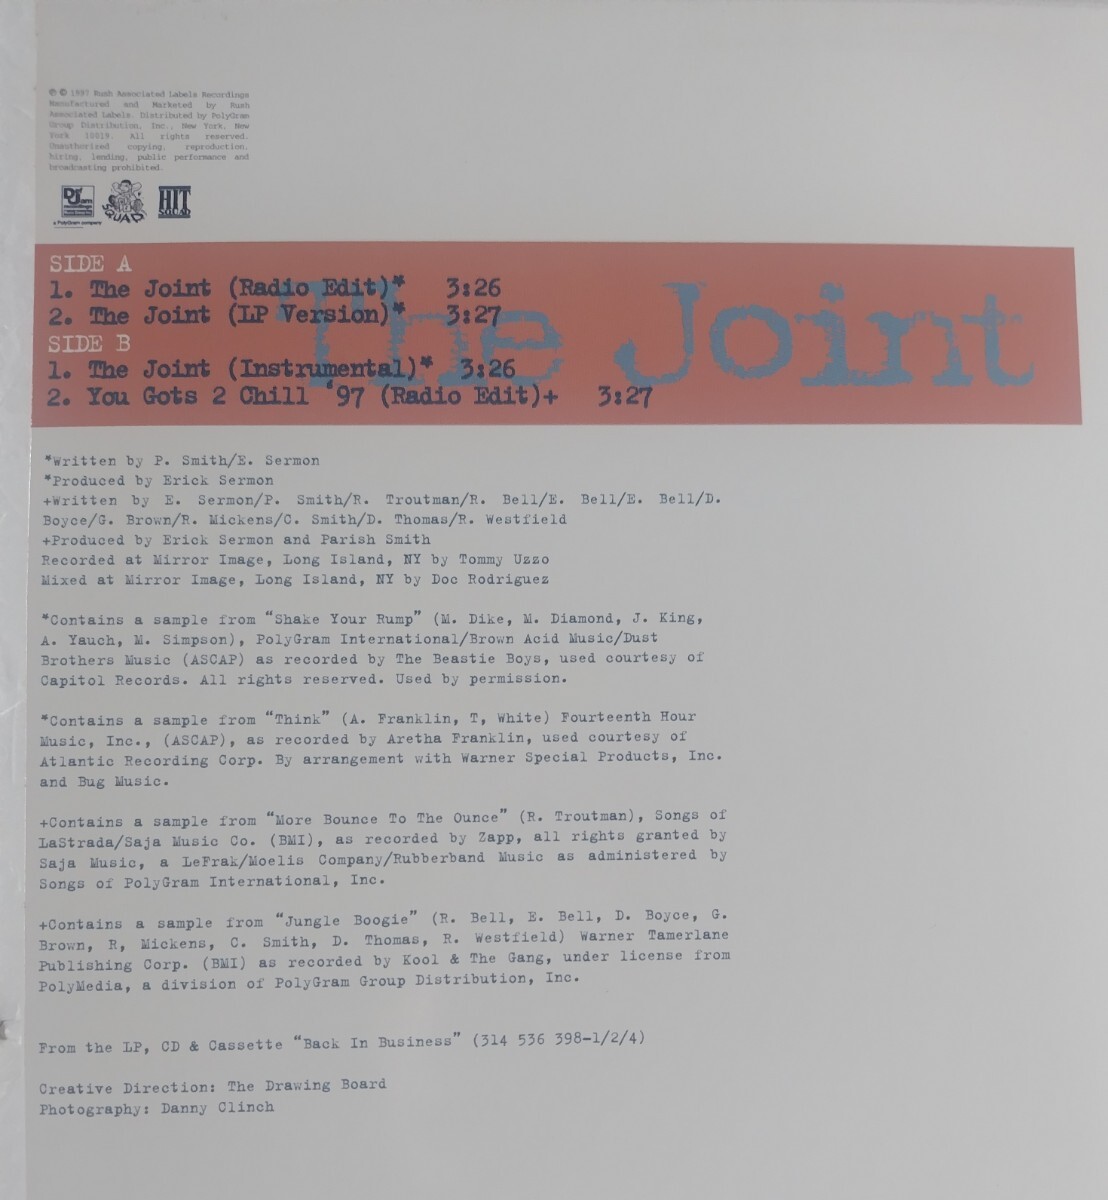 ℗ © 1997 Rush Associated Labels Recordings
Manufactured and Marketed by Rush
Associated Labels. Distributed by PolyGram
Group Distribution, Inc., New York, New
York 10019. All rights reserved.
Unauthorized copying, reproduction,
hiring, lending, public performance and
broadcasting prohibited.
Def Jam
recordings
a PolyGram company
SQUAD
HIT
SQUAD
The Joint
SIDE A
1. The Joint (Radio Edit)* 3:26
2. The Joint (LP Version)* 3:27
SIDE B
1. The Joint (Instrumental)* 3:26
2. You Gots 2 Chill ‘97 (Radio Edit)+ 3:27
*Written by P. Smith/E. Sermon
*Produced by Erick Sermon
+Written by E. Sermon/P. Smith/R. Troutman/R. Bell/E. Bell/E. Bell/D.
Boyce/G. Brown/R. Mickens/C. Smith/D. Thomas/R. Westfield
+Produced by Erick Sermon and Parish Smith
Recorded at Mirror Image, Long Island, NY by Tommy Uzzo
Mixed at Mirror Image, Long Island, NY by Doc Rodriguez
*Contains a sample from “Shake Your Rump” (M. Dike, M. Diamond, J. King,
A. Yauch, M. Simpson), PolyGram International/Brown Acid Music/Dust
Brothers Music (ASCAP) as recorded by The Beastie Boys, used courtesy of
Capitol Records. All rights reserved. Used by permission.
*Contains a sample from “Think” (A. Franklin, T, White) Fourteenth Hour
Music, Inc., (ASCAP), as recorded by Aretha Franklin, used courtesy of
Atlantic Recording Corp. By arrangement with Warner Special Products, Inc.
and Bug Music.
+Contains a sample from “More Bounce To The Ounce” (R. Troutman), Songs of
LaStrada/Saja Music Co. (BMI), as recorded by Zapp, all rights granted by
Saja Music, a LeFrak/Moelis Company/Rubberband Music as administered by
Songs of PolyGram International, Inc.
+Contains a sample from “Jungle Boogie” (R. Bell, E. Bell, D. Boyce, G.
Brown, R, Mickens, C. Smith, D. Thomas, R. Westfield) Warner Tamerlane
Publishing Corp. (BMI) as recorded by Kool & The Gang, under license from
PolyMedia, a division of PolyGram Group Distribution, Inc.
From the LP, CD & Cassette “Back In Business” (314 536 398-1/2/4)
Creative Direction: The Drawing Board
Photography: Danny Clinch